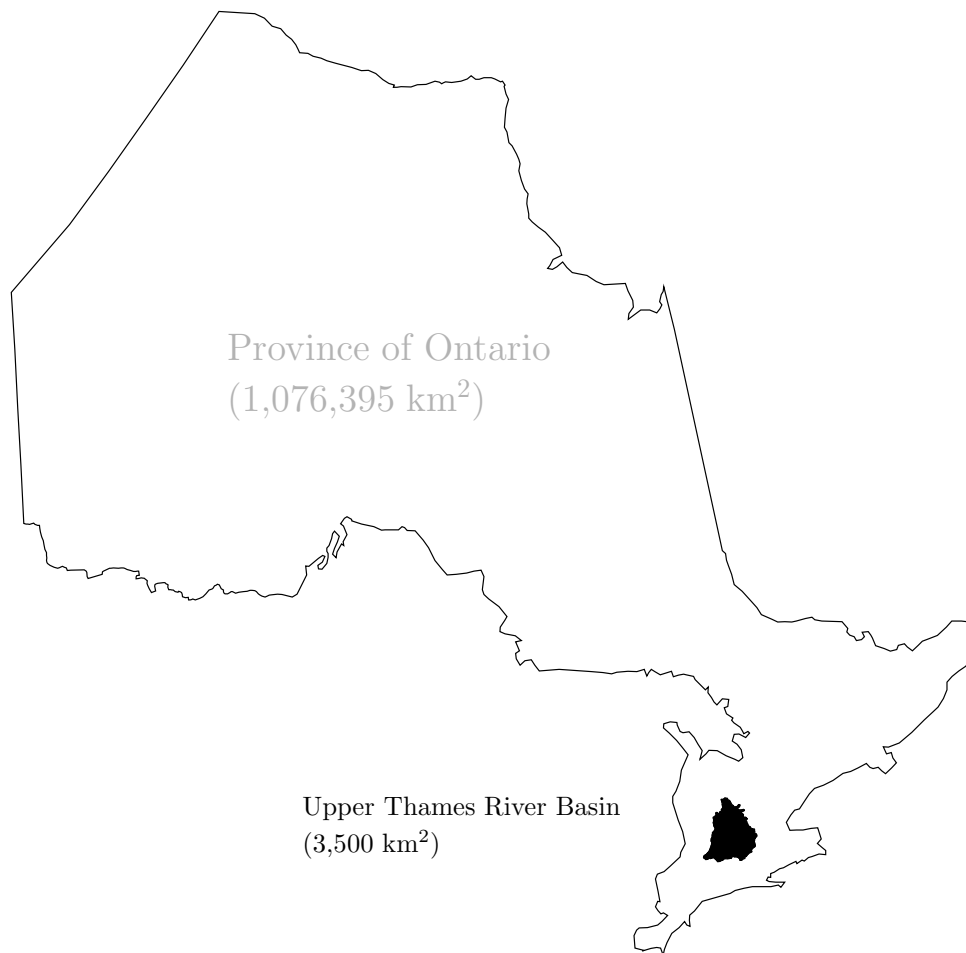 Province of Ontario
(1,076,395 km²)
Upper Thames River Basin
(3,500 km²)